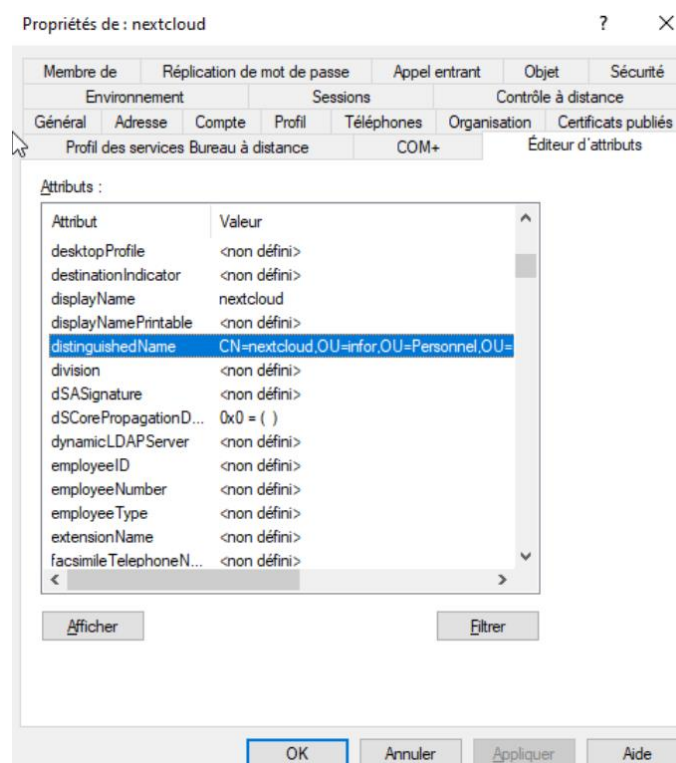 Propriétés de : nextcloud ? ×
Membre de Réplication de mot de passe Appel entrant Objet Sécurité
Environnement Sessions Contrôle à distance
Général Adresse Compte Profil Téléphones Organisation Certificats publiés
Profil des services Bureau à distance COM+ Éditeur d'attributs
Attributs :
Attribut Valeur
desktopProfile <non défini>
destinationIndicator <non défini>
displayName nextcloud
displayNamePrintable <non défini>
distinguishedName CN=nextcloud,OU=infor,OU=Personnel,OU=
division <non défini>
dSASignature <non défini>
dSCorePropagationD... 0x0 = ( )
dynamicLDAPServer <non défini>
employeeID <non défini>
employeeNumber <non défini>
employeeType <non défini>
extensionName <non défini>
facsimileTelephoneN... <non défini>
Afficher Filtrer
OK Annuler Appliquer Aide